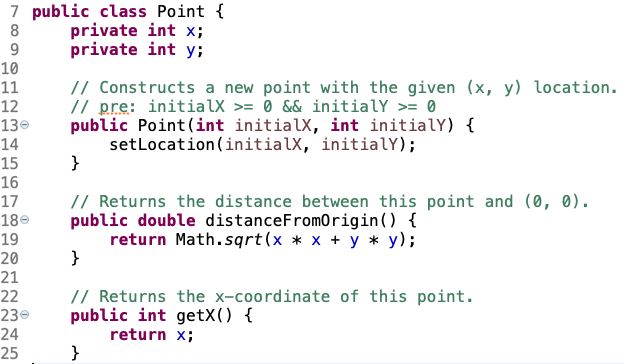 7 public class Point {
8     private int x;
9     private int y;
10
11     // Constructs a new point with the given (x, y) location.
12     // pre: initialX >= 0 && initialY >= 0
13     public Point(int initialX, int initialY) {
14         setLocation(initialX, initialY);
15     }
16
17     // Returns the distance between this point and (0, 0).
18     public double distanceFromOrigin() {
19         return Math.sqrt(x * x + y * y);
20     }
21
22     // Returns the x-coordinate of this point.
23     public int getX() {
24         return x;
25     }